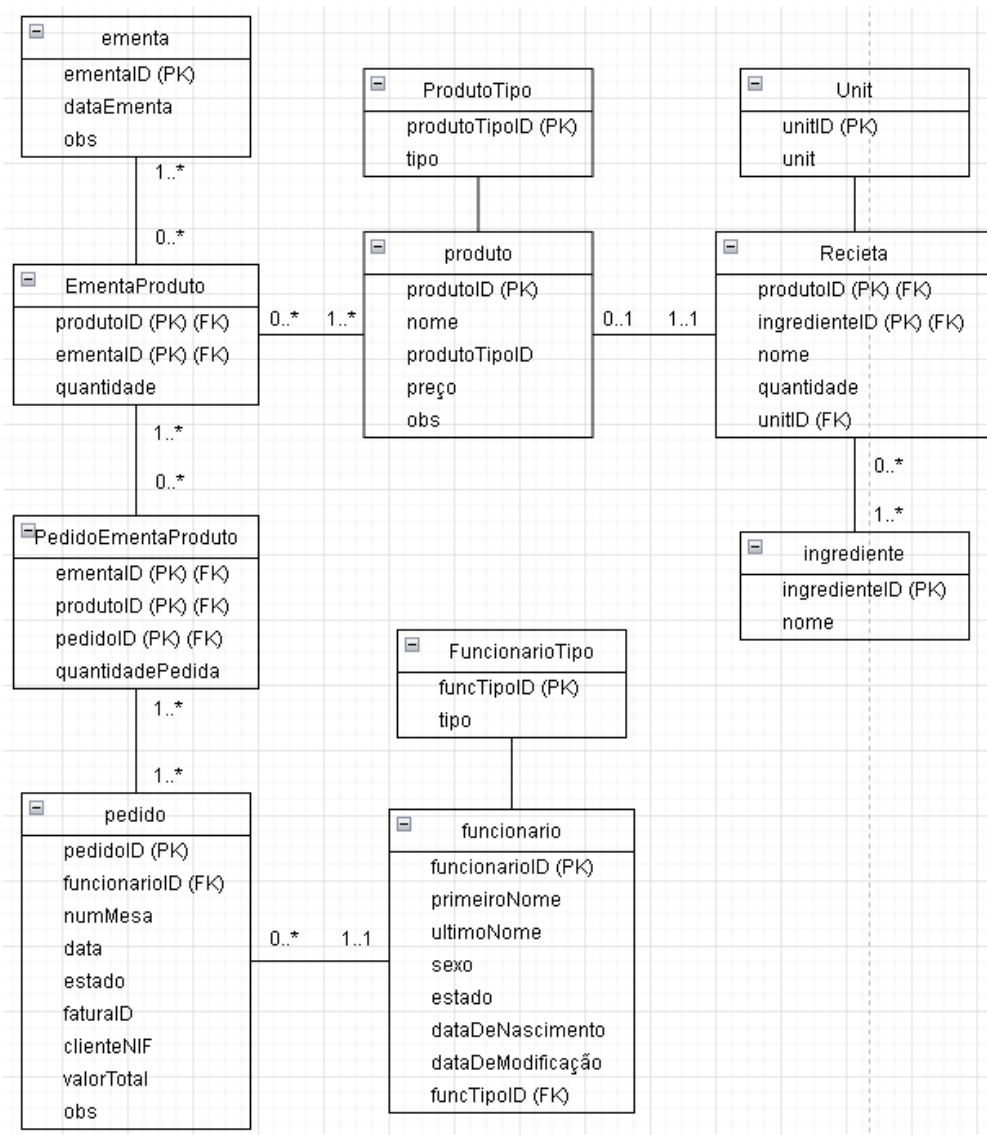 ementa
ementaID (PK)
dataEmenta
obs
1..*
0..*
EmentaProduto
produtoID (PK) (FK)
ementaID (PK) (FK)
quantidade
0..* 1..*
1..*
0..*
PedidoEmentaProduto
ementaID (PK) (FK)
produtoID (PK) (FK)
pedidoID (PK) (FK)
quantidadePedida
1..*
1..*
pedido
pedidoID (PK)
funcionarioID (FK)
numMesa
data
estado
faturaID
clienteNIF
valorTotal
obs
0..* 1..1
ProdutoTipo
produtoTipoID (PK)
tipo
produto
produtoID (PK)
nome
produtoTipoID
preço
obs
0..1 1..1
FuncionarioTipo
funcTipoID (PK)
tipo
funcionario
funcionarioID (PK)
primeiroNome
ultimoNome
sexo
estado
dataDeNascimento
dataDeModificação
funcTipoID (FK)
Unit
unitID (PK)
unit
Recieta
produtoID (PK) (FK)
ingredienteID (PK) (FK)
nome
quantidade
unitID (FK)
0..*
1..*
ingrediente
ingredienteID (PK)
nome